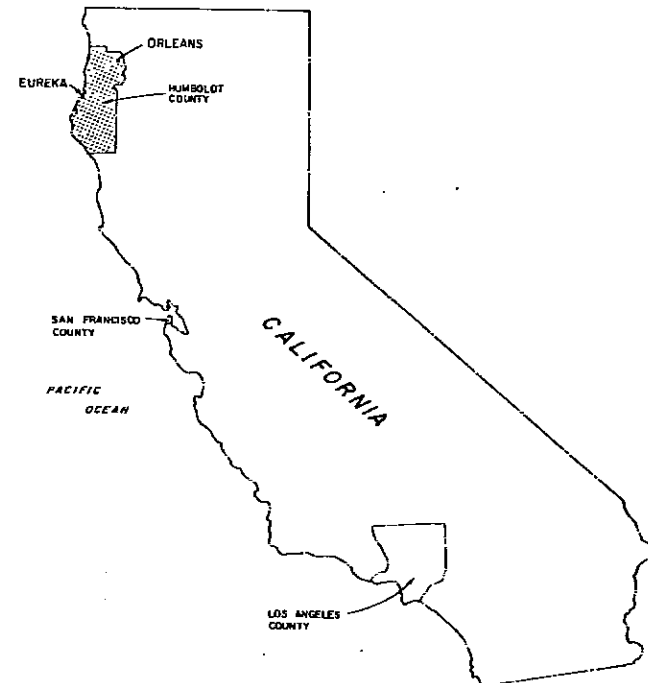 ORLEANS
EUREKA
HUMBOLDT
COUNTY
SAN FRANCISCO
COUNTY
CALIFORNIA
PACIFIC
OCEAN
LOS ANGELES
COUNTY